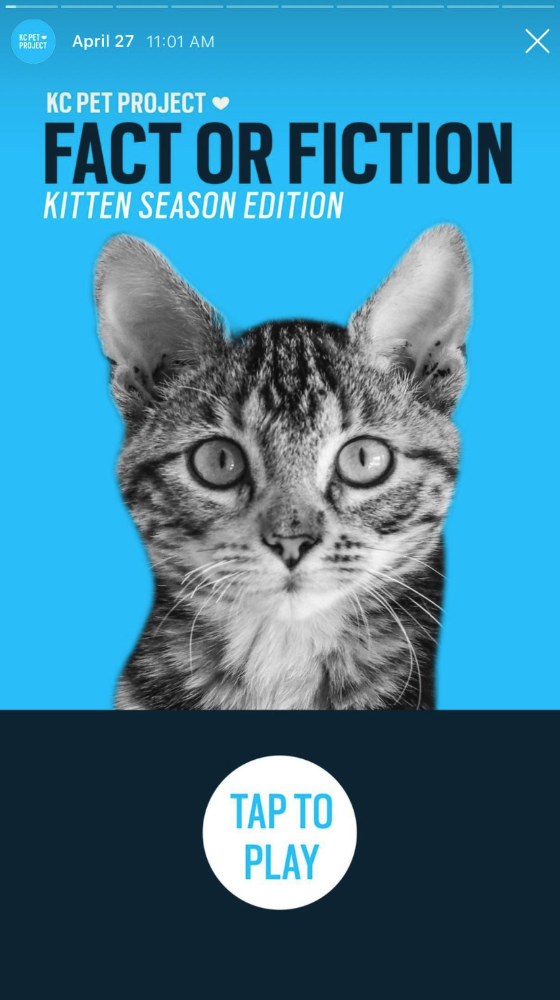 KC PET
PROJECT
April 27 11:01 AM
KC PET PROJECT
FACT OR FICTION
KITTEN SEASON EDITION
TAP TO
PLAY